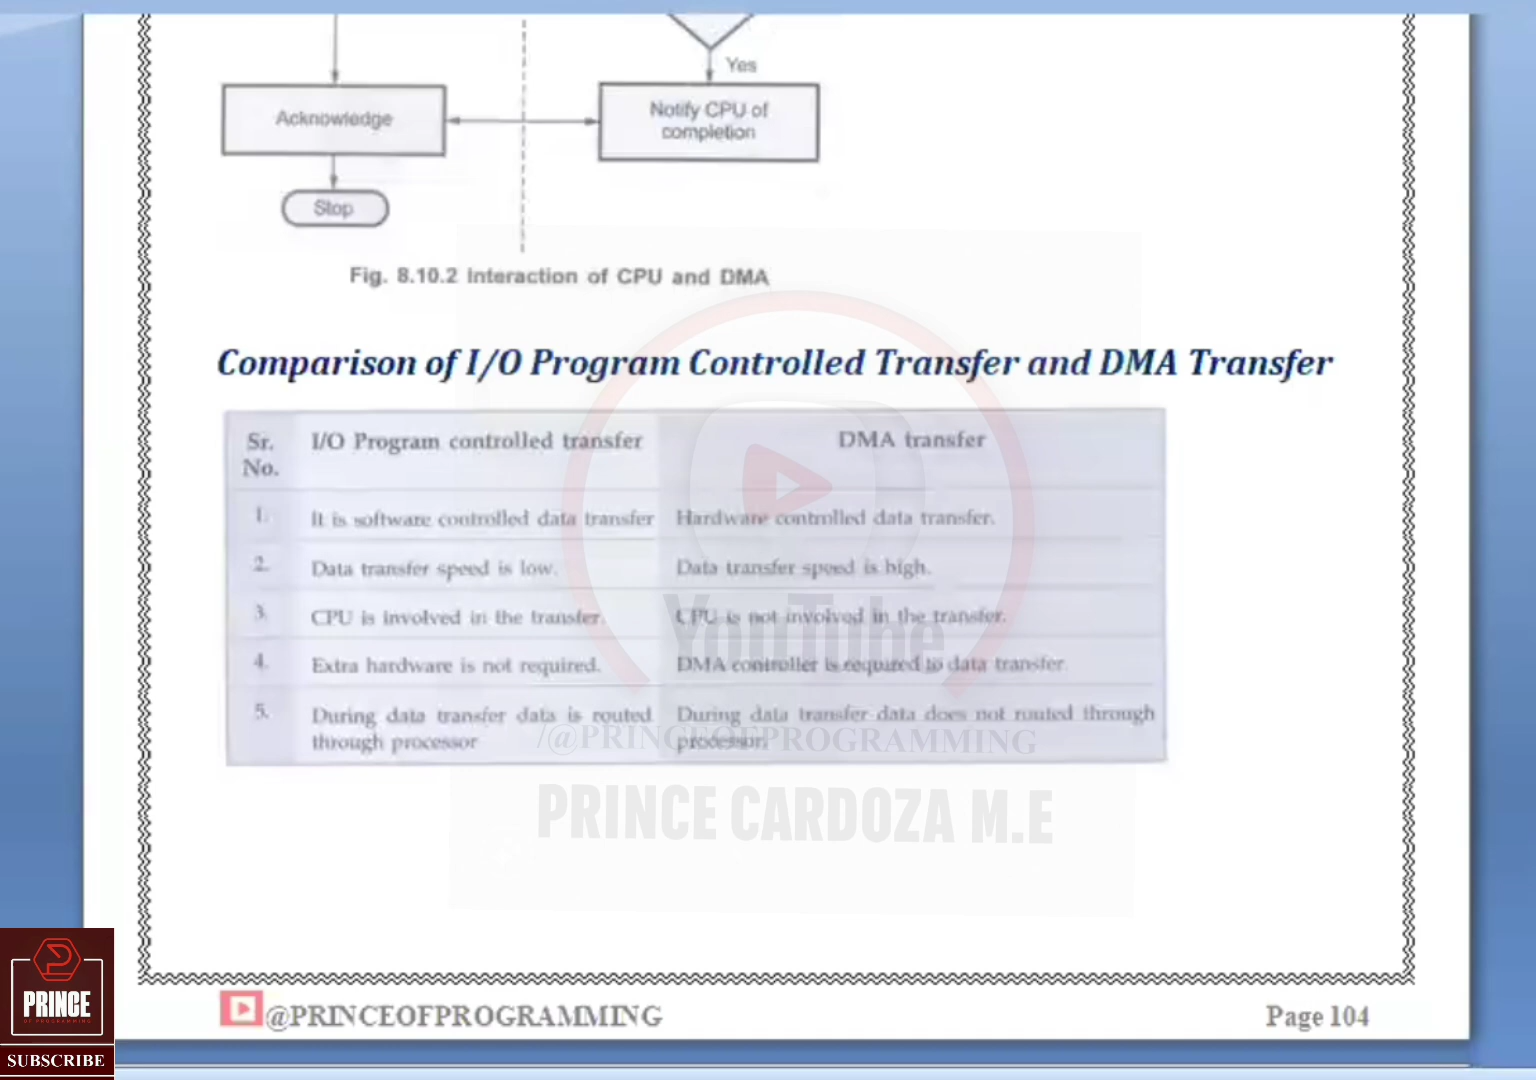 Yes
Acknowledge
Notify CPU of
completion
Stop
Fig. 8.10.2 Interaction of CPU and DMA
Comparison of I/O Program Controlled Transfer and DMA Transfer
Sr.
No.
I/O Program controlled transfer
DMA transfer
1. It is software controlled data transfer
Hardware controlled data transfer.
2. Data transfer speed is low.
Data transfer speed is high.
3. CPU is involved in the transfer.
CPU is not involved in the transfer.
4. Extra hardware is not required.
DMA controller is required to data transfer.
5. During data transfer data is routed
through processor
During data transfer data does not routed through
processor.
YouTube
/@PRINCEOFPROGRAMMING
PRINCE CARDOZA M.E
@PRINCEOFPROGRAMMING
Page 104
PRINCE
OF PROGRAMMING
SUBSCRIBE